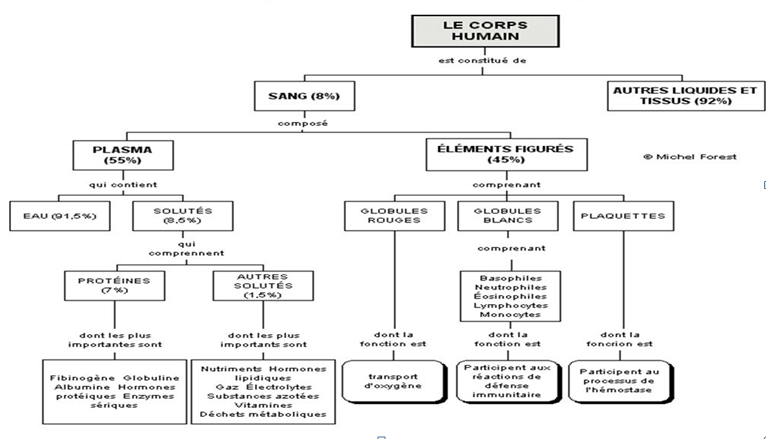 LE CORPS
HUMAIN
est constitué de
SANG (8%)
AUTRES LIQUIDES ET
TISSUS (92%)
composé
PLASMA
(55%)
ÉLÉMENTS FIGURÉS
(45%)
© Michel Forest
qui contient
comprenant
EAU (91,5%)
SOLUTÉS
(8,5%)
GLOBULES
ROUGES
GLOBULES
BLANCS
PLAQUETTES
qui
comprennent
comprenant
PROTÉINES
(7%)
AUTRES
SOLUTÉS
(1,5%)
Basophiles
Neutrophiles
Éosinophiles
Lymphocytes
Monocytes
dont les plus
importantes sont
dont les plus
importants sont
dont la
fonction est
dont la
fonction est
dont la
fonction est
Fibinogène Globuline
Albumine Hormones
protéiques Enzymes
sériques
Nutriments Hormones
lipidiques
Gaz Électrolytes
Substances azotées
Vitamines
Déchets métaboliques
transport
d'oxygène
Participent aux
réactions de
défense
immunitaire
Participent au
processus de
l'hémostase